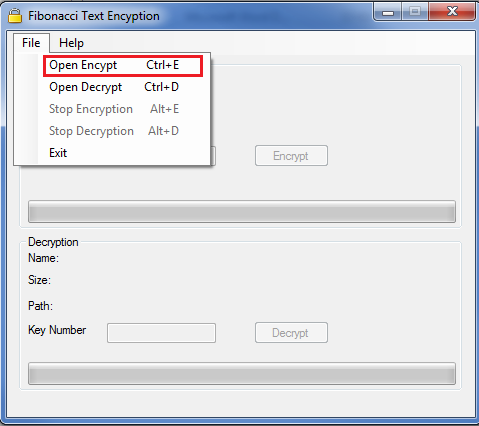 Fibonacci Text Encyption
File Help
Open Encypt Ctrl+E
Open Decrypt Ctrl+D
Stop Encryption Alt+E
Stop Decryption Alt+D
Exit
Encrypt
Decryption
Name:
Size:
Path:
Key Number
Decrypt